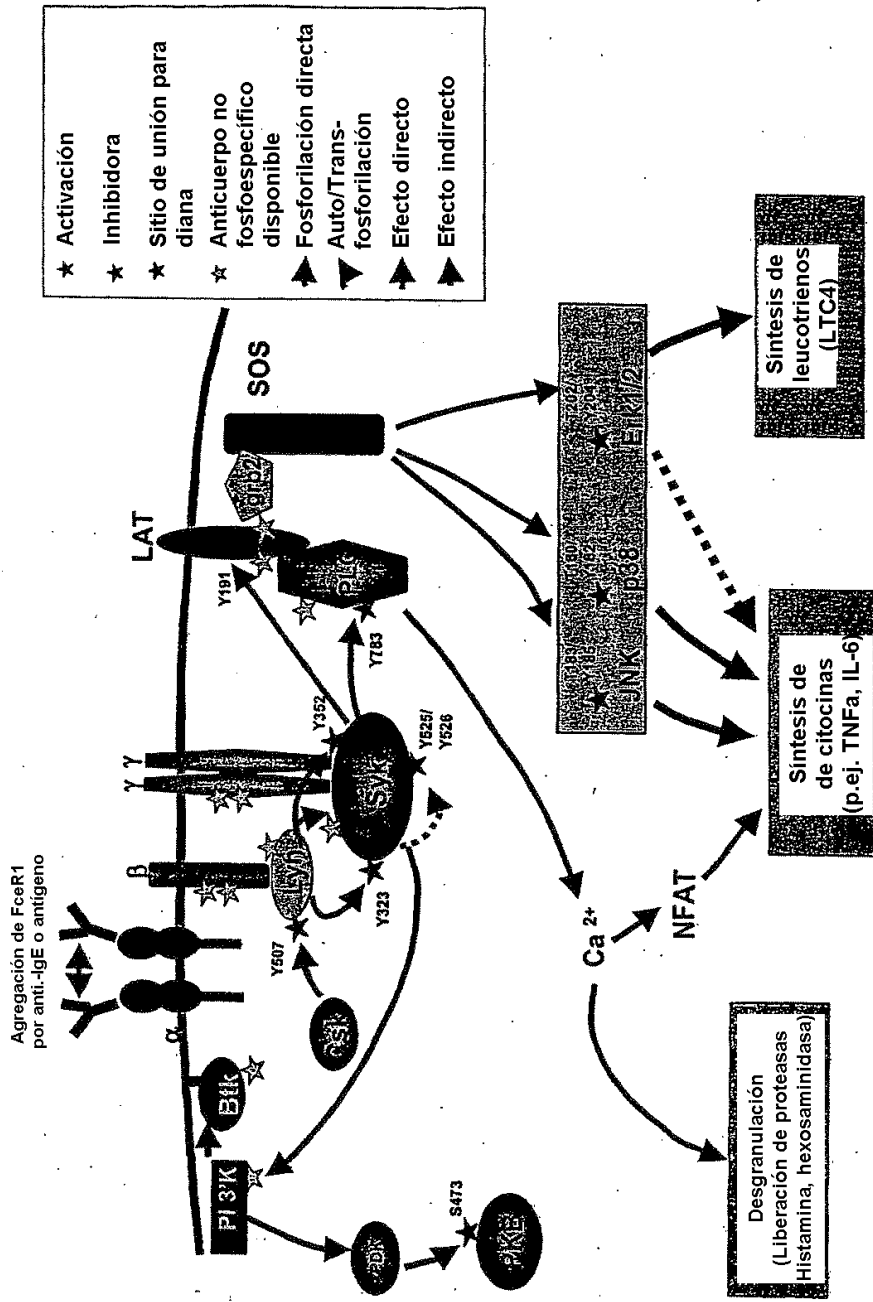 Agregación de FceR1
por anti.-IgE o antígeno
α
β
γ
γ
LAT
SOS
grb2
PI 3'K
Btk
csk
Lyn
Syk
PDK
PKB
S473
Y507
Y323
Y352
Y525/
Y526
Y191
Y783
★ Activación
★ Inhibidora
★ Sitio de unión para
diana
☆ Anticuerpo no
fosfoespecífico
disponible
Fosforilación directa
Auto/Trans-
fosforilación
Efecto directo
Efecto indirecto
JNK
p38
Erk1/2
Ca 2+
NFAT
Desgranulación
(Liberación de proteasas
Histamina, hexosaminidasa)
Síntesis de
de citocinas
(p.ej. TNFa, IL-6)
Síntesis de
leucotrienos
(LTC4)